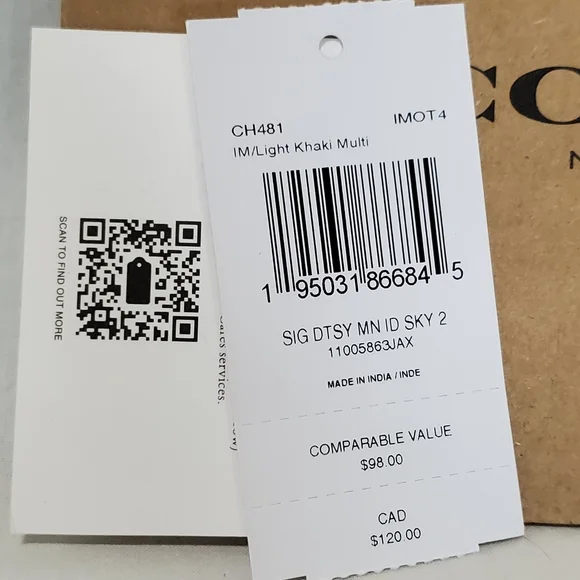 CH481 IMOT4
IM/Light Khaki Multi
1 95031 86684 5
SIG DTSY MN ID SKY 2
11005863JAX
MADE IN INDIA / INDE
COMPARABLE VALUE
$98.00
CAD
$120.00
SCAN TO FIND OUT MORE
services.
CO
N